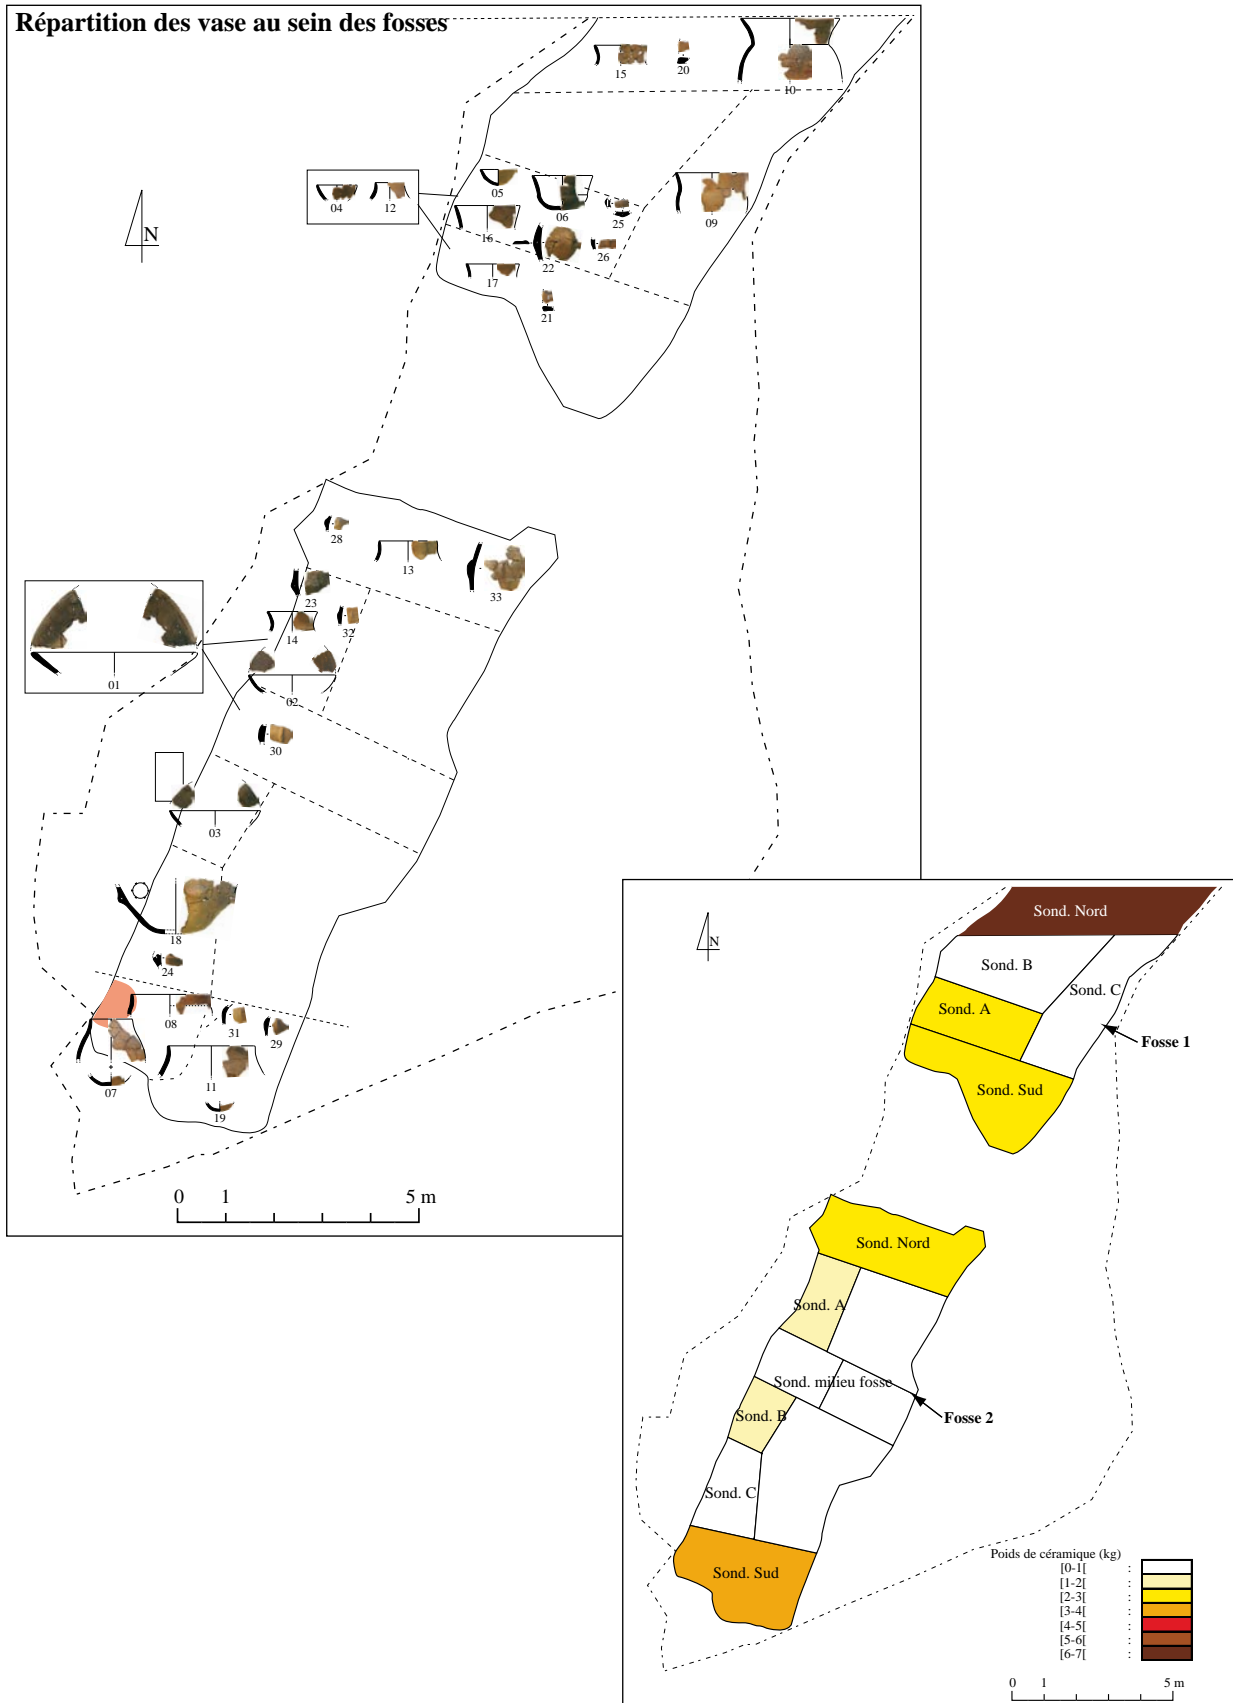 Répartition des vase au sein des fosses
15
20
10
04
12
05
06
25
09
16
22
26
17
21
N
28
13
33
23
14
32
01
02
30
03
18
24
08
31
29
07
11
19
0 1 5 m
N
Sond. Nord
Sond. B
Sond. C
Sond. A
Fosse 1
Sond. Sud
Sond. Nord
Sond. A
Sond. milieu fosse
Sond. B
Fosse 2
Sond. C
Sond. Sud
Poids de céramique (kg)
[0-1[ :
[1-2[ :
[2-3[ :
[3-4[ :
[4-5[ :
[5-6[ :
[6-7[ :
0 1 5 m